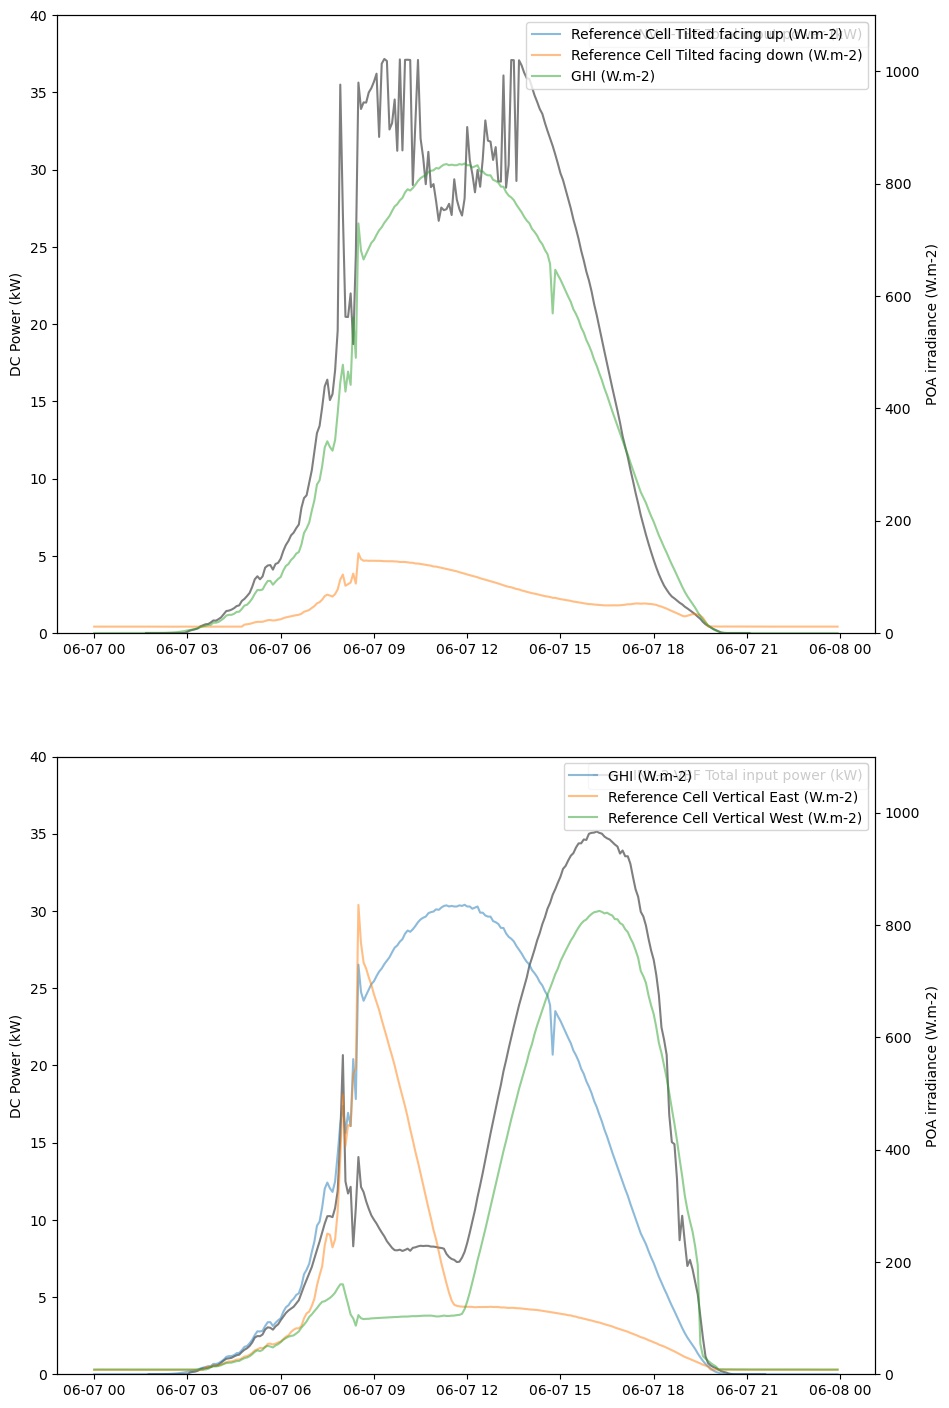 40
35
30
25
20
15
10
5
0
DC Power (kW)
Reference Cell Tilted facing up (W.m-2)
Reference Cell Tilted facing down (W.m-2)
GHI (W.m-2)
1000
800
600
400
200
0
POA irradiance (W.m-2)
06-07 00 06-07 03 06-07 06 06-07 09 06-07 12 06-07 15 06-07 18 06-07 21 06-08 00
40
35
30
25
20
15
10
5
0
DC Power (kW)
GHI (W.m-2) Total input power (kW)
Reference Cell Vertical East (W.m-2)
Reference Cell Vertical West (W.m-2)
1000
800
600
400
200
0
POA irradiance (W.m-2)
06-07 00 06-07 03 06-07 06 06-07 09 06-07 12 06-07 15 06-07 18 06-07 21 06-08 00